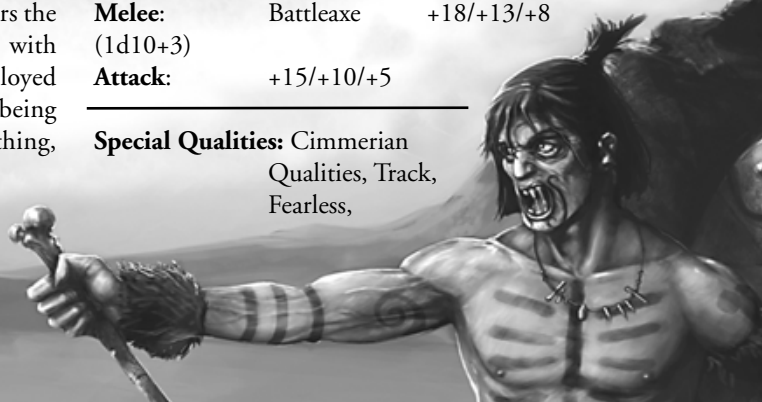 rs the
with
loyed
being
thing,
Melee: Battleaxe +18/+13/+8
(1d10+3)
Attack: +15/+10/+5
Special Qualities: Cimmerian
Qualities, Track,
Fearless,